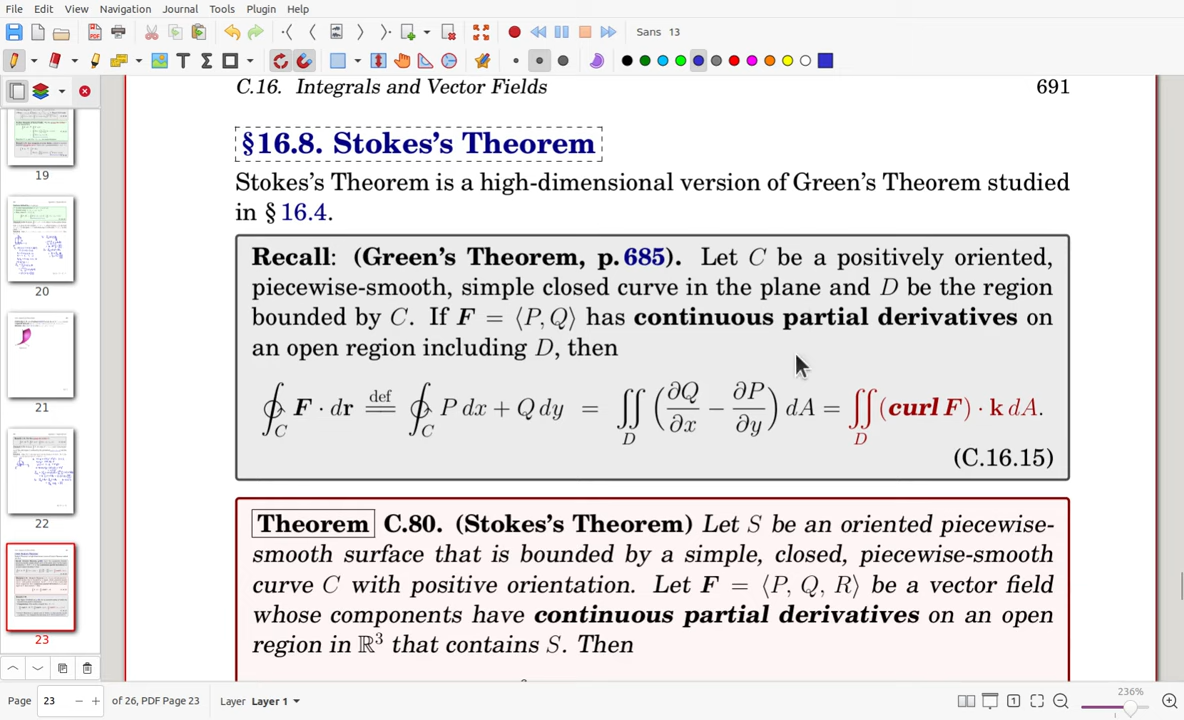 File Edit View Navigation Journal Tools Plugin Help
Sans 13
C.16. Integrals and Vector Fields 691
§16.8. Stokes's Theorem
Stokes's Theorem is a high-dimensional version of Green's Theorem studied
in § 16.4.
Recall: (Green's Theorem, p. 685). Let C be a positively oriented,
piecewise-smooth, simple closed curve in the plane and D be the region
bounded by C. If F = ⟨P, Q⟩ has continuous partial derivatives on
an open region including D, then
∮_C F · dr def= ∮_C P dx + Q dy = ∬_D (∂Q/∂x − ∂P/∂y) dA = ∬_D (curl F) · k dA.
(C.16.15)
Theorem C.80. (Stokes's Theorem) Let S be an oriented piecewise-
smooth surface that is bounded by a simple, closed, piecewise-smooth
curve C with positive orientation. Let F = ⟨P, Q, R⟩ be a vector field
whose components have continuous partial derivatives on an open
region in ℝ³ that contains S. Then
19
20
21
22
23
Page 23 − + of 26, PDF Page 23 Layer Layer 1
236%